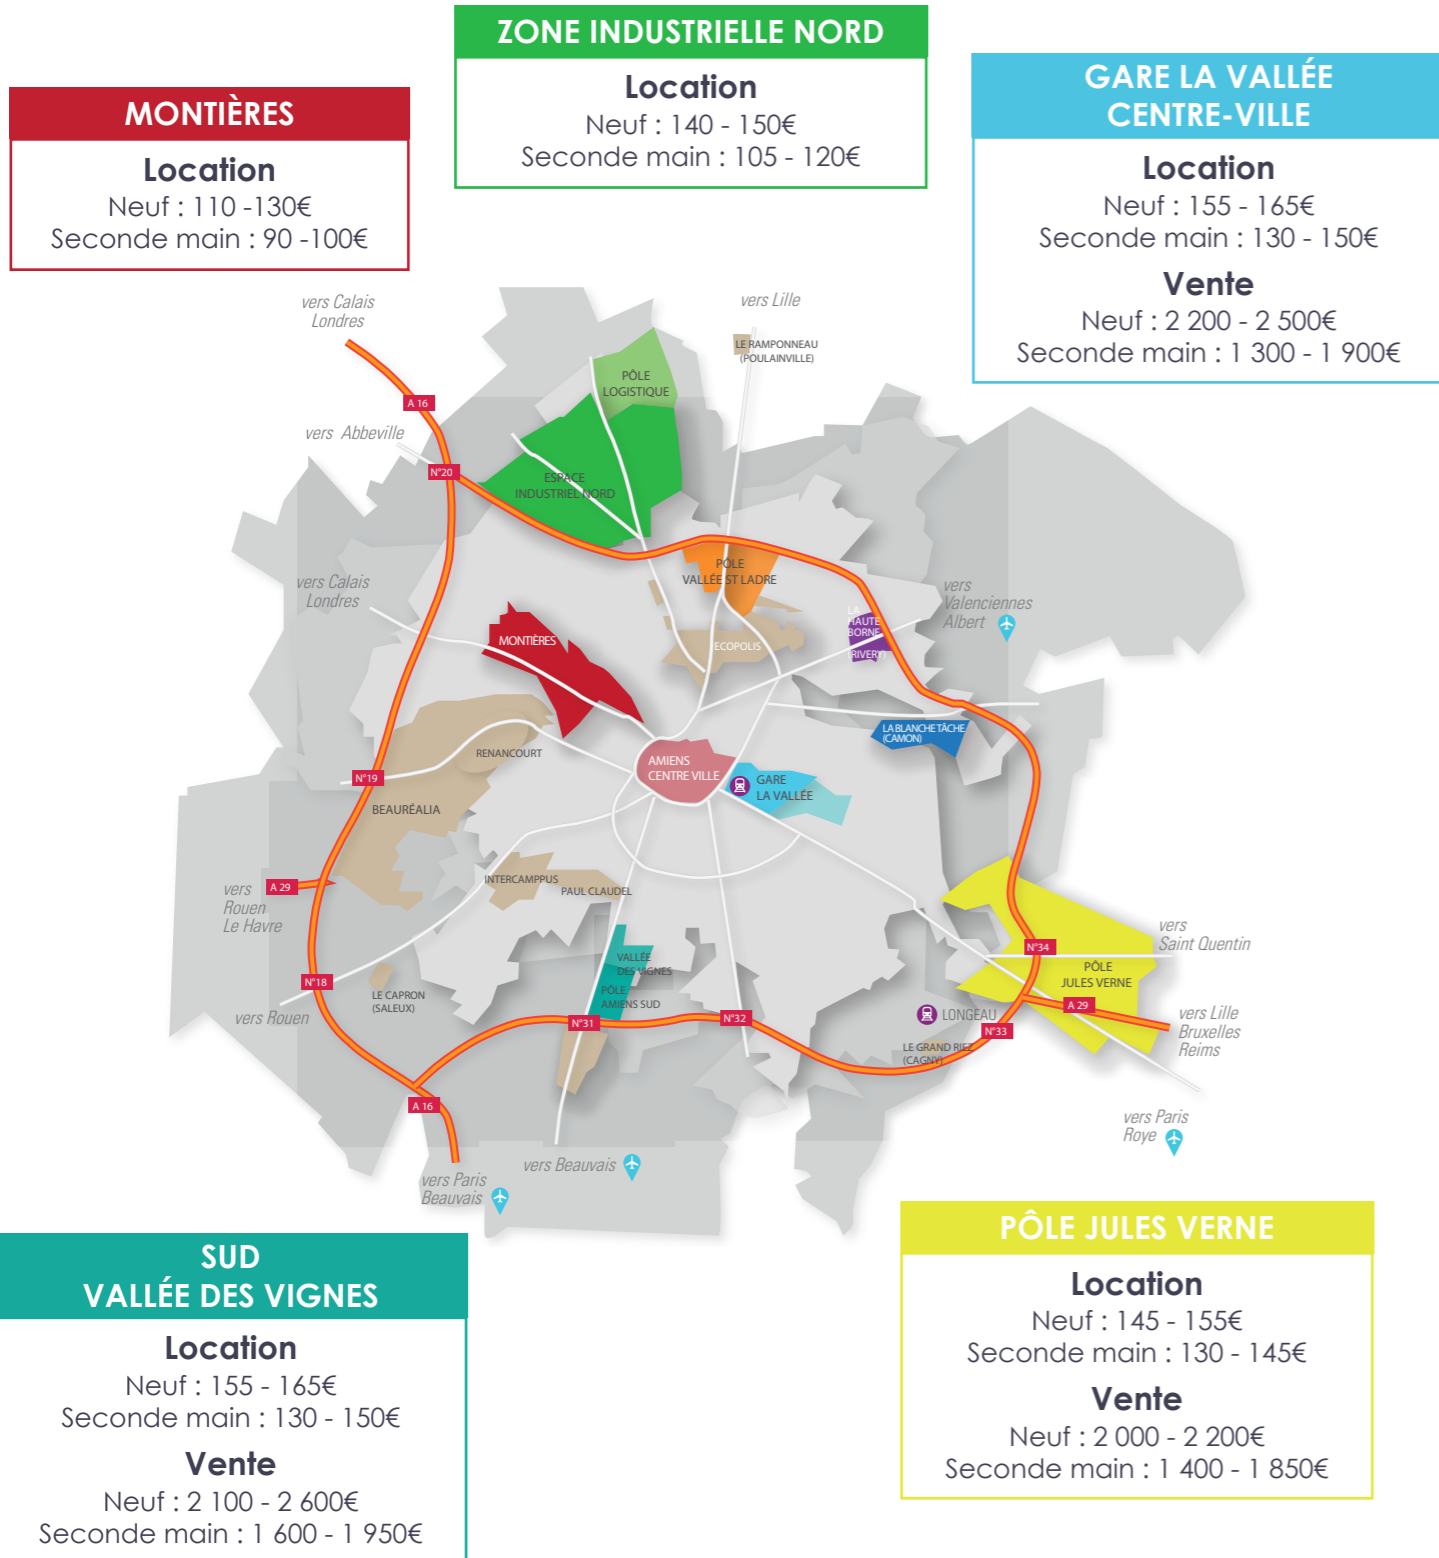 ZONE INDUSTRIELLE NORD
Location
Neuf : 140 - 150€
Seconde main : 105 - 120€
MONTIÈRES
Location
Neuf : 110 -130€
Seconde main : 90 -100€
GARE LA VALLÉE
CENTRE-VILLE
Location
Neuf : 155 - 165€
Seconde main : 130 - 150€
Vente
Neuf : 2 200 - 2 500€
Seconde main : 1 300 - 1 900€
vers Calais
Londres
vers Lille
LE RAMPONNEAU
(POULAINVILLE)
PÔLE
LOGISTIQUE
A 16
vers Abbeville
N°20
ESPACE
INDUSTRIEL NORD
PÔLE
VALLÉE ST LADRE
vers Calais
Londres
vers
Valenciennes
Albert
LA
HAUTE
BORNE
(RIVERY)
MONTIÈRES
ECOPOLIS
LA BLANCHE TÂCHE
(CAMON)
RENANCOURT
AMIENS
CENTRE VILLE
GARE
LA VALLÉE
N°19
BEAURÉALIA
INTERCAMPPUS
PAUL CLAUDEL
vers
Rouen
Le Havre
A 29
vers
Saint Quentin
N°34
VALLÉE
DES VIGNES
PÔLE
JULES VERNE
N°18
LE CAPRON
(SALEUX)
PÔLE
AMIENS SUD
A 29
vers Rouen
N°31
N°32
LONGEAU
N°33
vers Lille
Bruxelles
Reims
LE GRAND RIEZ
(CAGNY)
A 16
vers Paris
Roye
vers Beauvais
vers Paris
Beauvais
SUD
VALLÉE DES VIGNES
Location
Neuf : 155 - 165€
Seconde main : 130 - 150€
Vente
Neuf : 2 100 - 2 600€
Seconde main : 1 600 - 1 950€
PÔLE JULES VERNE
Location
Neuf : 145 - 155€
Seconde main : 130 - 145€
Vente
Neuf : 2 000 - 2 200€
Seconde main : 1 400 - 1 850€